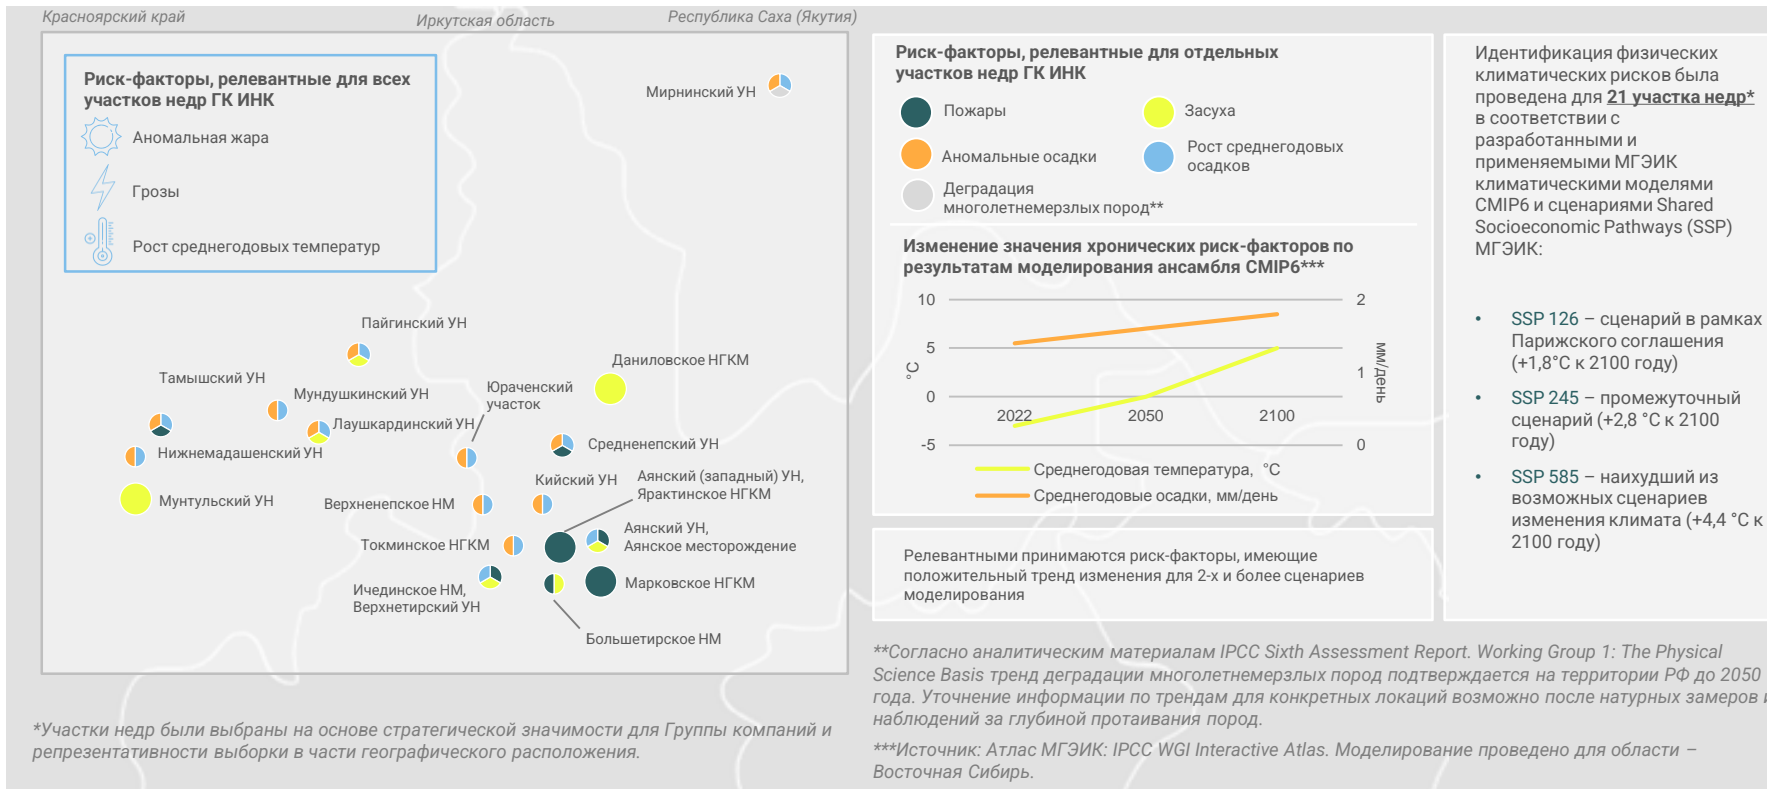 Красноярский край
Иркутская область
Республика Саха (Якутия)
Риск-факторы, релевантные для всех
участков недр ГК ИНК
Аномальная жара
Грозы
Рост среднегодовых температур
Мирнинский УН
Пайгинский УН
Даниловское НГКМ
Тамышский УН
Мундушкинский УН
Юраченский
участок
Лаушкардинский УН
Средненепский УН
Нижнемадашенский УН
Кийский УН
Аянский (западный) УН,
Ярактинское НГКМ
Мунтульский УН
Верхненепское НМ
Аянский УН,
Аянское месторождение
Токминское НГКМ
Ичединское НМ,
Верхнетирский УН
Марковское НГКМ
Большетирское НМ
*Участки недр были выбраны на основе стратегической значимости для Группы компаний и
репрезентативности выборки в части географического расположения.
Риск-факторы, релевантные для отдельных
участков недр ГК ИНК
Пожары
Засуха
Аномальные осадки
Рост среднегодовых
осадков
Деградация
многолетнемерзлых пород**
Изменение значения хронических риск-факторов по
результатам моделирования ансамбля CMIP6***
10
5
0
-5
°C
2
1
0
мм/день
2022
2050
2100
Среднегодовая температура, °C
Среднегодовые осадки, мм/день
Релевантными принимаются риск-факторы, имеющие
положительный тренд изменения для 2-х и более сценариев
моделирования
Идентификация физических
климатических рисков была
проведена для 21 участка недр*
в соответствии с
разработанными и
применяемыми МГЭИК
климатическими моделями
CMIP6 и сценариями Shared
Socioeconomic Pathways (SSP)
МГЭИК:
• SSP 126 – сценарий в рамках
Парижского соглашения
(+1,8°C к 2100 году)
• SSP 245 – промежуточный
сценарий (+2,8 °C к 2100
году)
• SSP 585 – наихудший из
возможных сценариев
изменения климата (+4,4 °C к
2100 году)
**Согласно аналитическим материалам IPCC Sixth Assessment Report. Working Group 1: The Physical
Science Basis тренд деградации многолетнемерзлых пород подтверждается на территории РФ до 2050
года. Уточнение информации по трендам для конкретных локаций возможно после натурных замеров и
наблюдений за глубиной протаивания пород.
***Источник: Атлас МГЭИК: IPCC WGI Interactive Atlas. Моделирование проведено для области –
Восточная Сибирь.